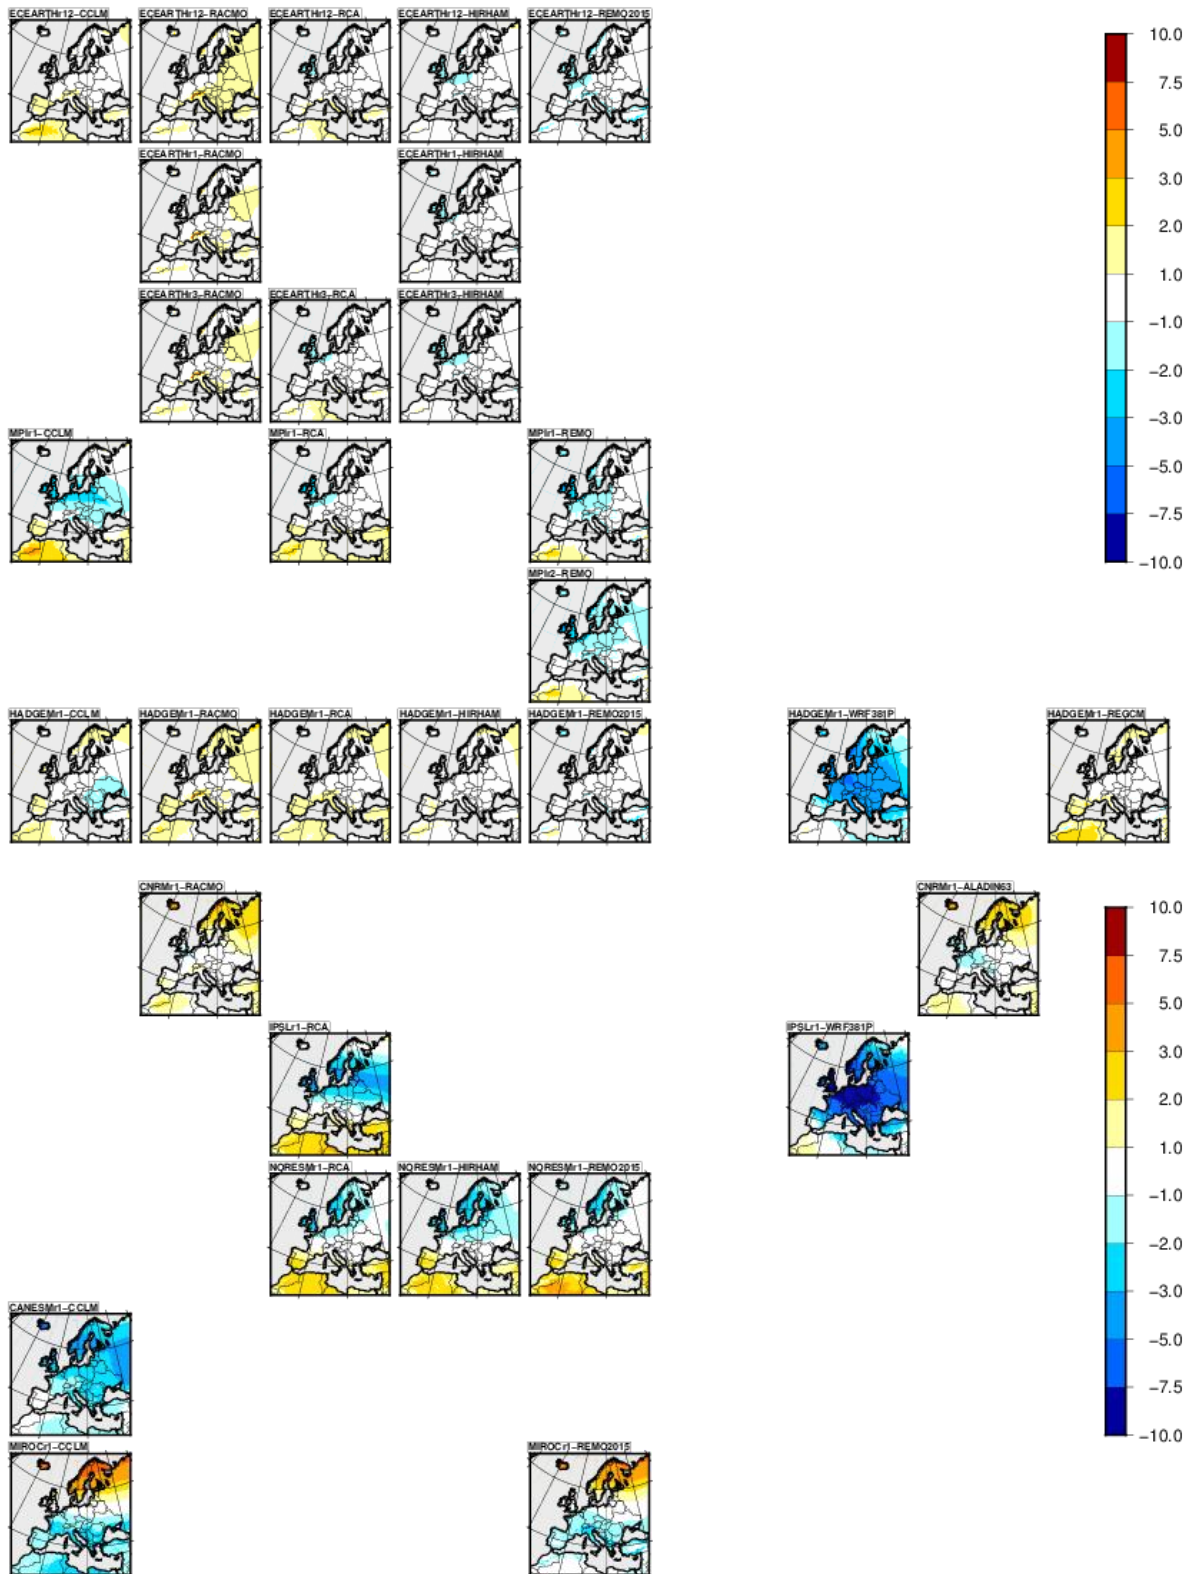 ECEARTHr12-CCLM ECEARTHr12-RACMO ECEARTHr12-RCA ECEARTHr12-HIRHAM ECEARTHr12-REMO2015
10.0
7.5
5.0
ECEARTHr1-RACMO ECEARTHr1-HIRHAM
3.0
2.0
1.0
ECEARTHr3-RACMO ECEARTHr3-RCA ECEARTHr3-HIRHAM
−1.0
−2.0
−3.0
MPIr1-CCLM MPIr1-RCA MPIr1-REMO
−5.0
−7.5
−10.0
MPIr2-REMO
HADGEMr1-CCLM HADGEMr1-RACMO HADGEMr1-RCA HADGEMr1-HIRHAM HADGEMr1-REMO2015 HADGEMr1-WRF381P HADGEMr1-REGCM
CNRMr1-RACMO CNRMr1-ALADIN63
10.0
7.5
5.0
IPSLr1-RCA IPSLr1-WRF381P
3.0
2.0
1.0
NORESMr1-RCA NORESMr1-HIRHAM NORESMr1-REMO2015
−1.0
−2.0
−3.0
CANESMr1-CCLM
−5.0
−7.5
−10.0
MIROCr1-CCLM MIROCr1-REMO2015